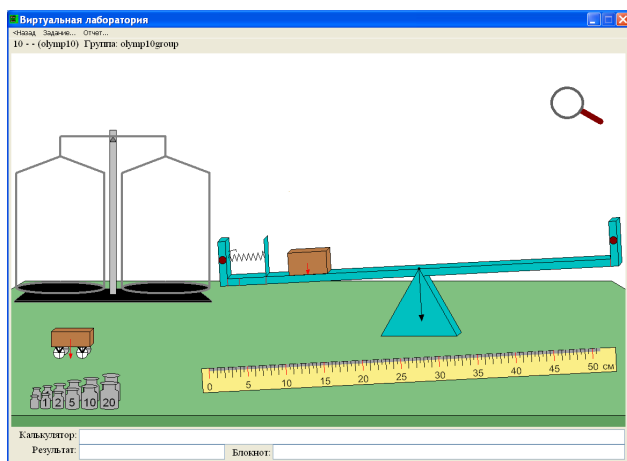 Виртуальная лаборатория
<Назад Задание... Отчет...
10 - - (olymp10) Группа: olymp10group
1 2 5 10 20
0 5 10 15 20 25 30 35 40 45 50 см
Калькулятор:
Результат:
Блокнот: